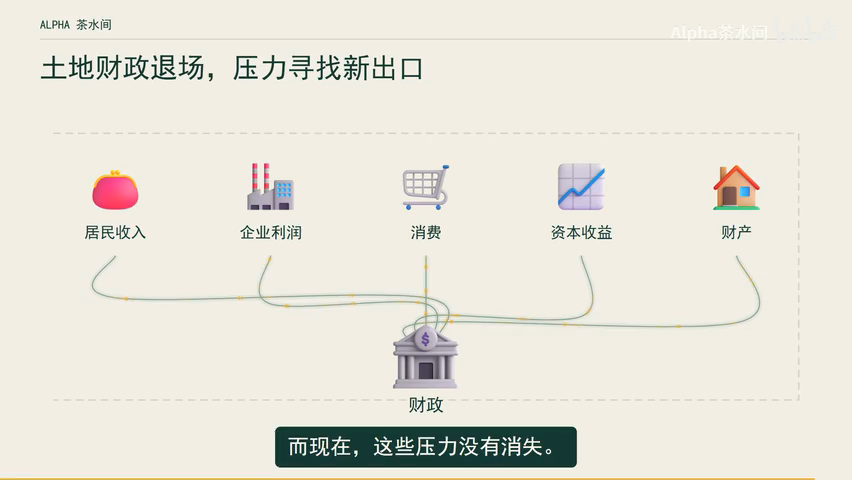 ALPHA 茶水间
Alpha茶水间
土地财政退场，压力寻找新出口
居民收入
企业利润
消费
资本收益
财产
$
财政
而现在，这些压力没有消失。